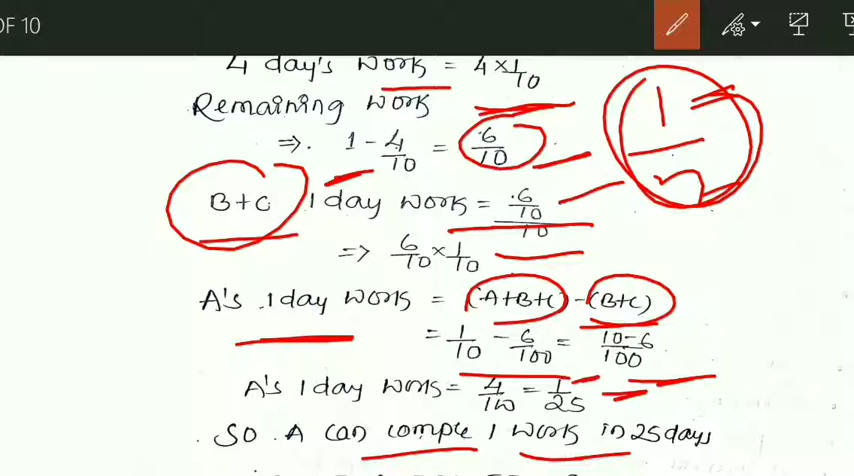 OF 10
4 day's work = 4 × 1/10
Remaining work
⇒ 1 - 4/10 = 6/10
1/n
B+C 1 day work = 6/10/10
⇒ 6/10 × 1/10
A's 1 day work = (A+B+C) - (B+C)
= 1/10 - 6/100 = 10-6/100
A's 1 day work = 4/100 = 1/25
So A can comple 1 work in 25 days